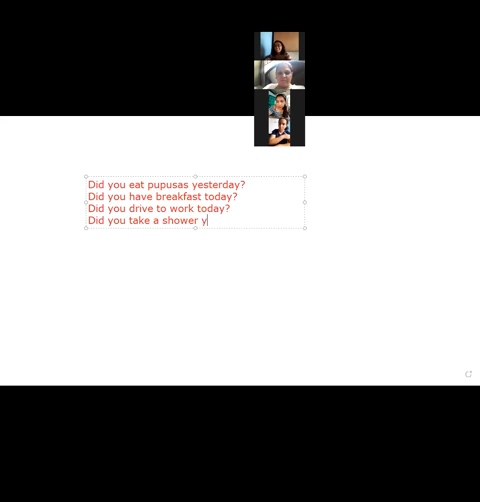 Did you eat pupusas yesterday?
Did you have breakfast today?
Did you drive to work today?
Did you take a shower y